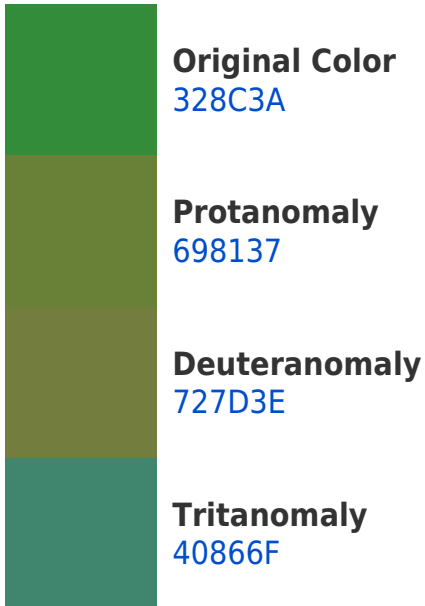 Original Color
328C3A
Protanomaly
698137
Deuteranomaly
727D3E
Tritanomaly
40866F